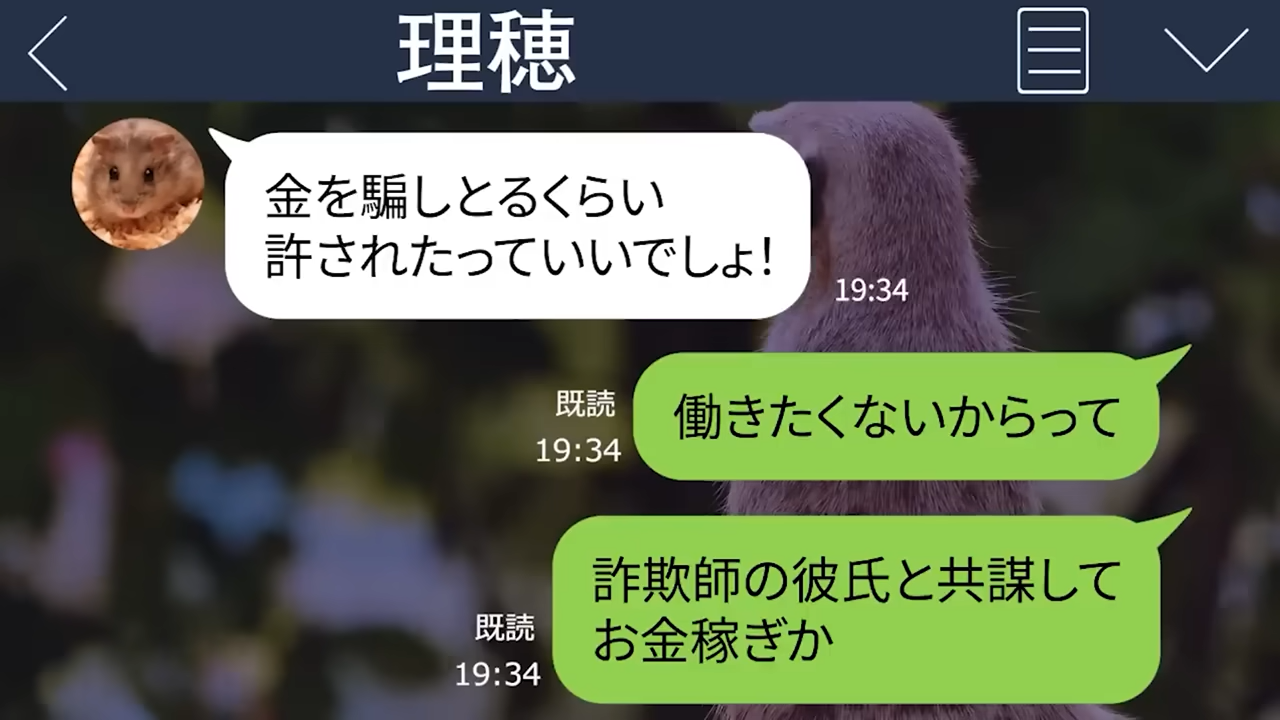 理穂
金を騙しとるくらい
許されたっていいでしょ!
19:34
働きたくないからって
既読
19:34
詐欺師の彼氏と共謀して
お金稼ぎか
既読
19:34